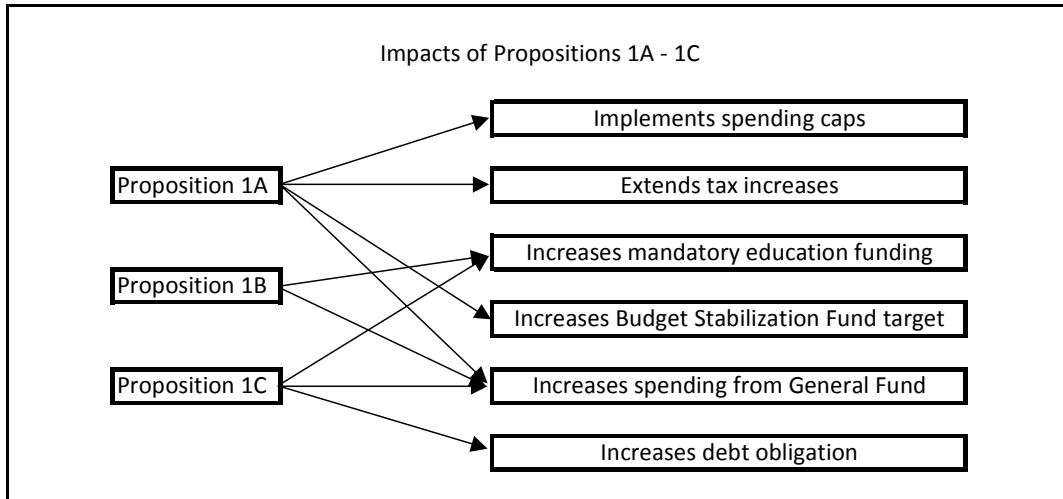 Impacts of Propositions 1A - 1C
Implements spending caps
Proposition 1A
Extends tax increases
Increases mandatory education funding
Proposition 1B
Increases Budget Stabilization Fund target
Proposition 1C
Increases spending from General Fund
Increases debt obligation